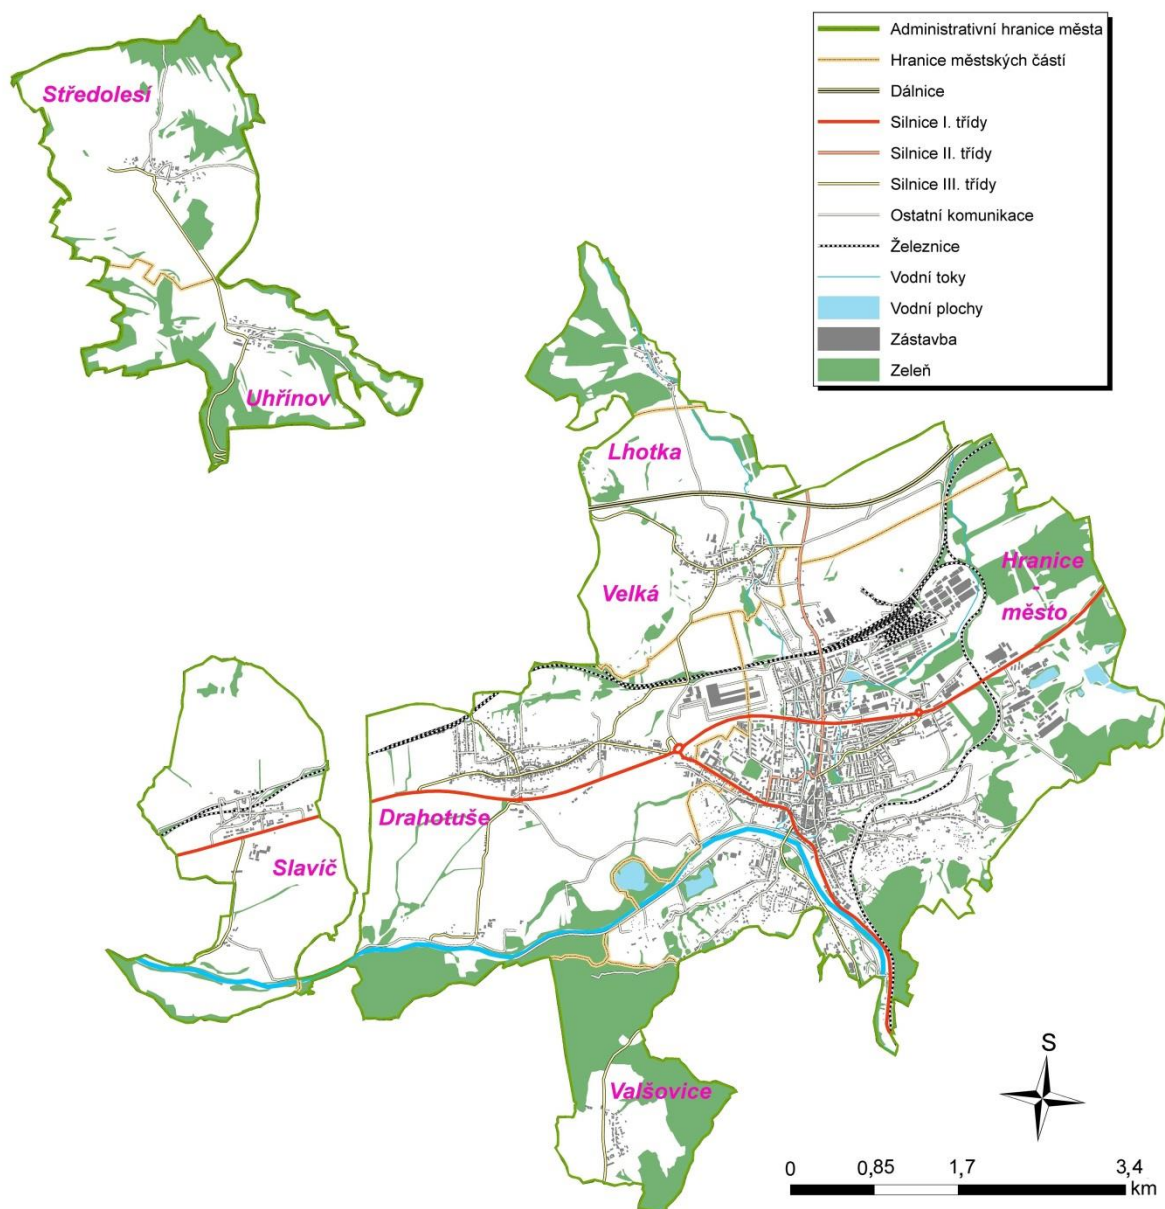 Administrativní hranice města
Hranice městských částí
Dálnice
Silnice I. třídy
Silnice II. třídy
Silnice III. třídy
Ostatní komunikace
Železnice
Vodní toky
Vodní plochy
Zástavba
Zeleň
Středolesí
Uhřínov
Lhotka
Velká
Hranice
-
město
Drahotuše
Slavíč
Valšovice
S
0 0,85 1,7 3,4
km